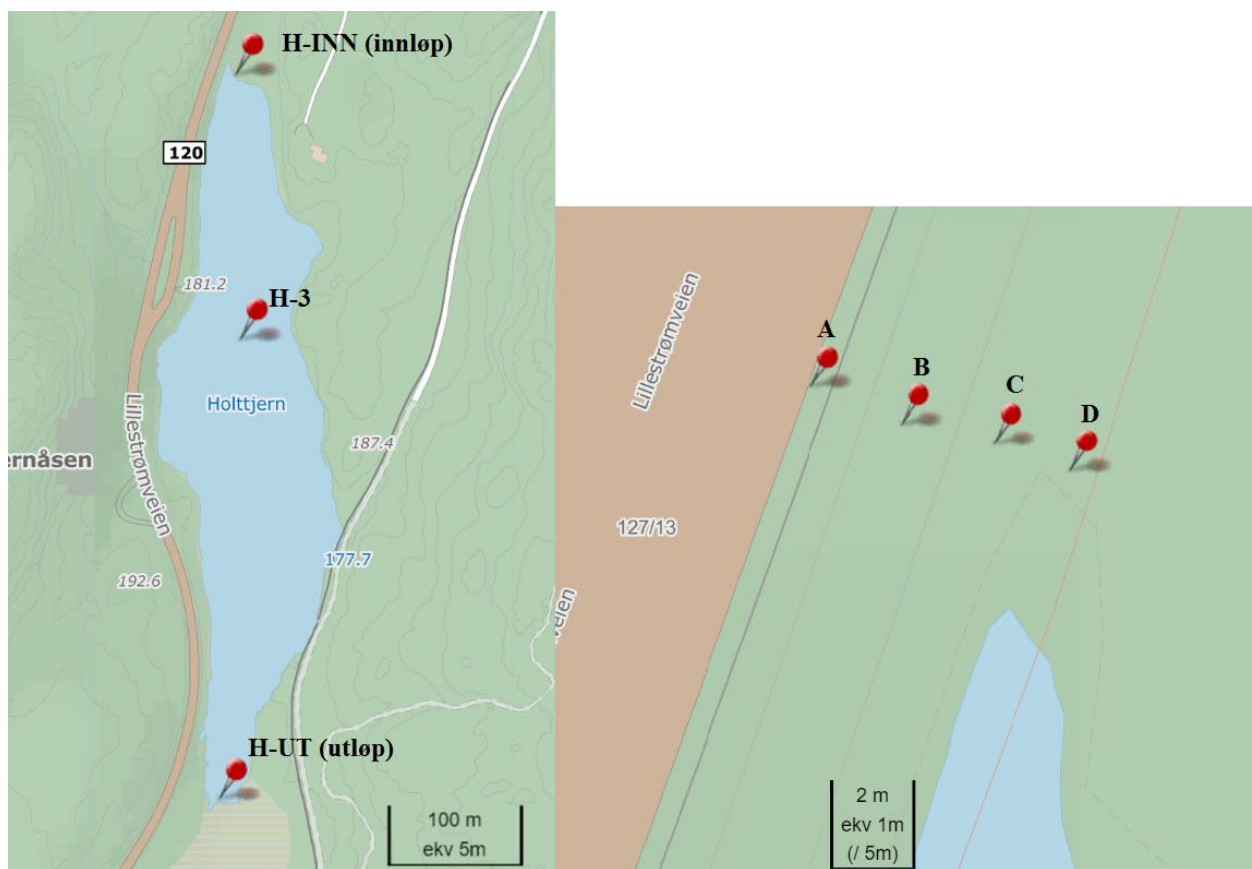 H-INN (innløp)
120
181.2
H-3
Holttjern
Lillestrømveien
ernåsen
187.4
177.7
192.6
H-UT (utløp)
100 m
ekv 5m
Lillestrømveien
A
B
C
D
127/13
veien
2 m
ekv 1m
(/ 5m)